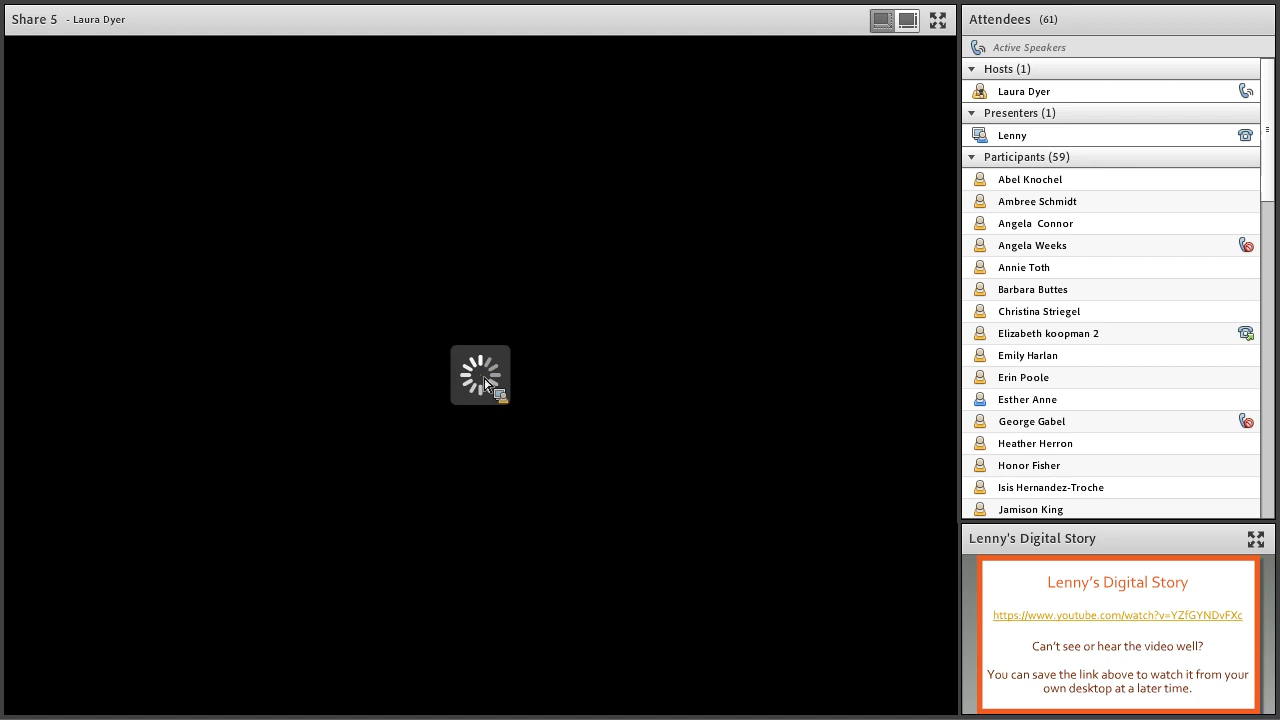 Share 5 - Laura Dyer
Attendees (61)
Active Speakers
Hosts (1)
Laura Dyer
Presenters (1)
Lenny
Participants (59)
Abel Knochel
Ambree Schmidt
Angela Connor
Angela Weeks
Annie Toth
Barbara Buttes
Christina Striegel
Elizabeth koopman 2
Emily Harlan
Erin Poole
Esther Anne
George Gabel
Heather Herron
Honor Fisher
Isis Hernandez-Troche
Jamison King
Lenny's Digital Story
Lenny's Digital Story
https://www.youtube.com/watch?v=YZfGYNDvFXc
Can't see or hear the video well?
You can save the link above to watch it from your
own desktop at a later time.